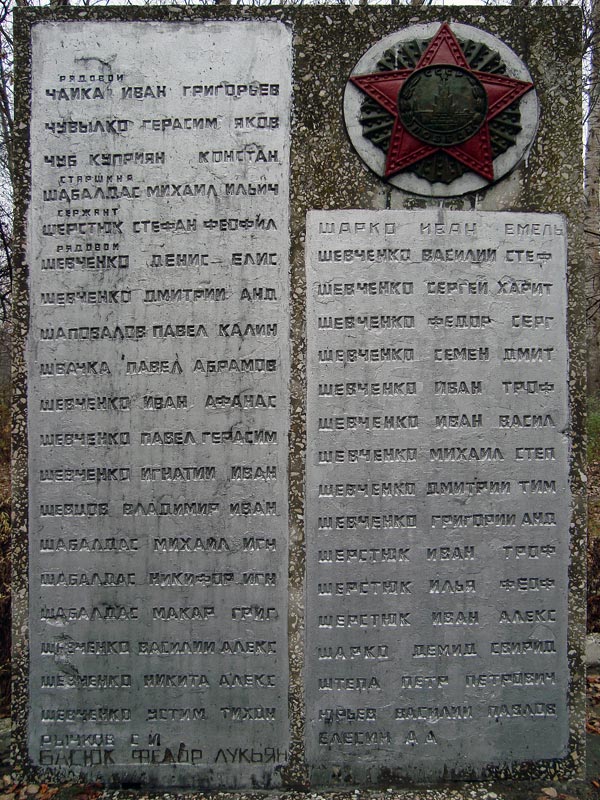 РЯДОВОЙ
ЧАЙКА ИВАН ГРИГОРЬЕВ
ЧУВЫЛКО ГЕРАСИМ ЯКОВ
ЧУБ КУПРИЯН КОНСТАН
СТАРШИНА
ШАБАЛДАС МИХАИЛ ИЛЬИЧ
СЕРЖАНТ
ШЕРСТЮК СТЕФАН ФЕОФИЛ
РЯДОВОЙ
ШЕВЧЕНКО ДЕНИС ЕЛИС
ШЕВЧЕНКО ДМИТРИЙ АНД
ШАПОВАЛОВ ПАВЕЛ КАЛИН
ШВАЧКА ПАВЕЛ АБРАМОВ
ШЕВЧЕНКО ИВАН АФАНАС
ШЕВЧЕНКО ПАВЕЛ ГЕРАСИМ
ШЕВЧЕНКО ИГНАТИЙ ИВАН
ШЕВЦОВ ВЛАДИМИР ИВАН
ШАБАЛДАС МИХАИЛ ИГН
ШАБАЛДАС НИКИФОР ИГН
ШАБАЛДАС МАКАР ГРИГ
ШЕВЧЕНКО ВАСИЛИЙ АЛЕКС
ШЕВЧЕНКО НИКИТА АЛЕКС
ШЕВЧЕНКО УСТИМ ТИХОН
РЫЧКОВ С И
БАСЮК ФЕДОР ЛУКЬЯН
ШАРКО ИВАН ЕМЕЛЬ
ШЕВЧЕНКО ВАСИЛИЙ СТЕФ
ШЕВЧЕНКО СЕРГЕЙ ХАРИТ
ШЕВЧЕНКО ФЕДОР СЕРГ
ШЕВЧЕНКО СЕМЕН ДМИТ
ШЕВЧЕНКО ИВАН ТРОФ
ШЕВЧЕНКО ИВАН ВАСИЛ
ШЕВЧЕНКО МИХАИЛ СТЕП
ШЕВЧЕНКО ДМИТРИЙ ТИМ
ШЕВЧЕНКО ГРИГОРИЙ АНД
ШЕРСТЮК ИВАН ТРОФ
ШЕРСТЮК ИЛЬЯ ФЕОФ
ШЕРСТЮК ИВАН АЛЕКС
ШАРКО ДЕМИД СВИРИД
ШТЕПА ПЕТР ПЕТРОВИЧ
ЮРЬЕВ ВАСИЛИЙ ПАВЛОВ
ЕЛЕСИН Д А